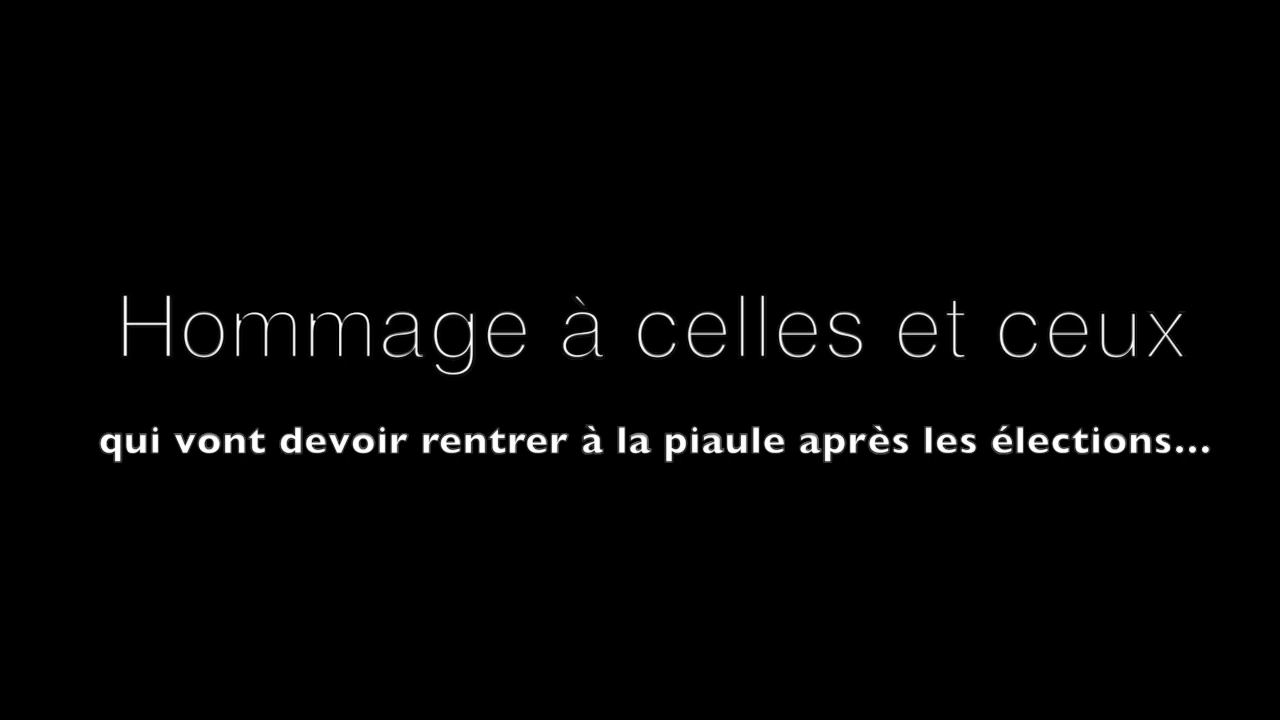 Hommage à celles et ceux
qui vont devoir rentrer à la piaule après les élections...